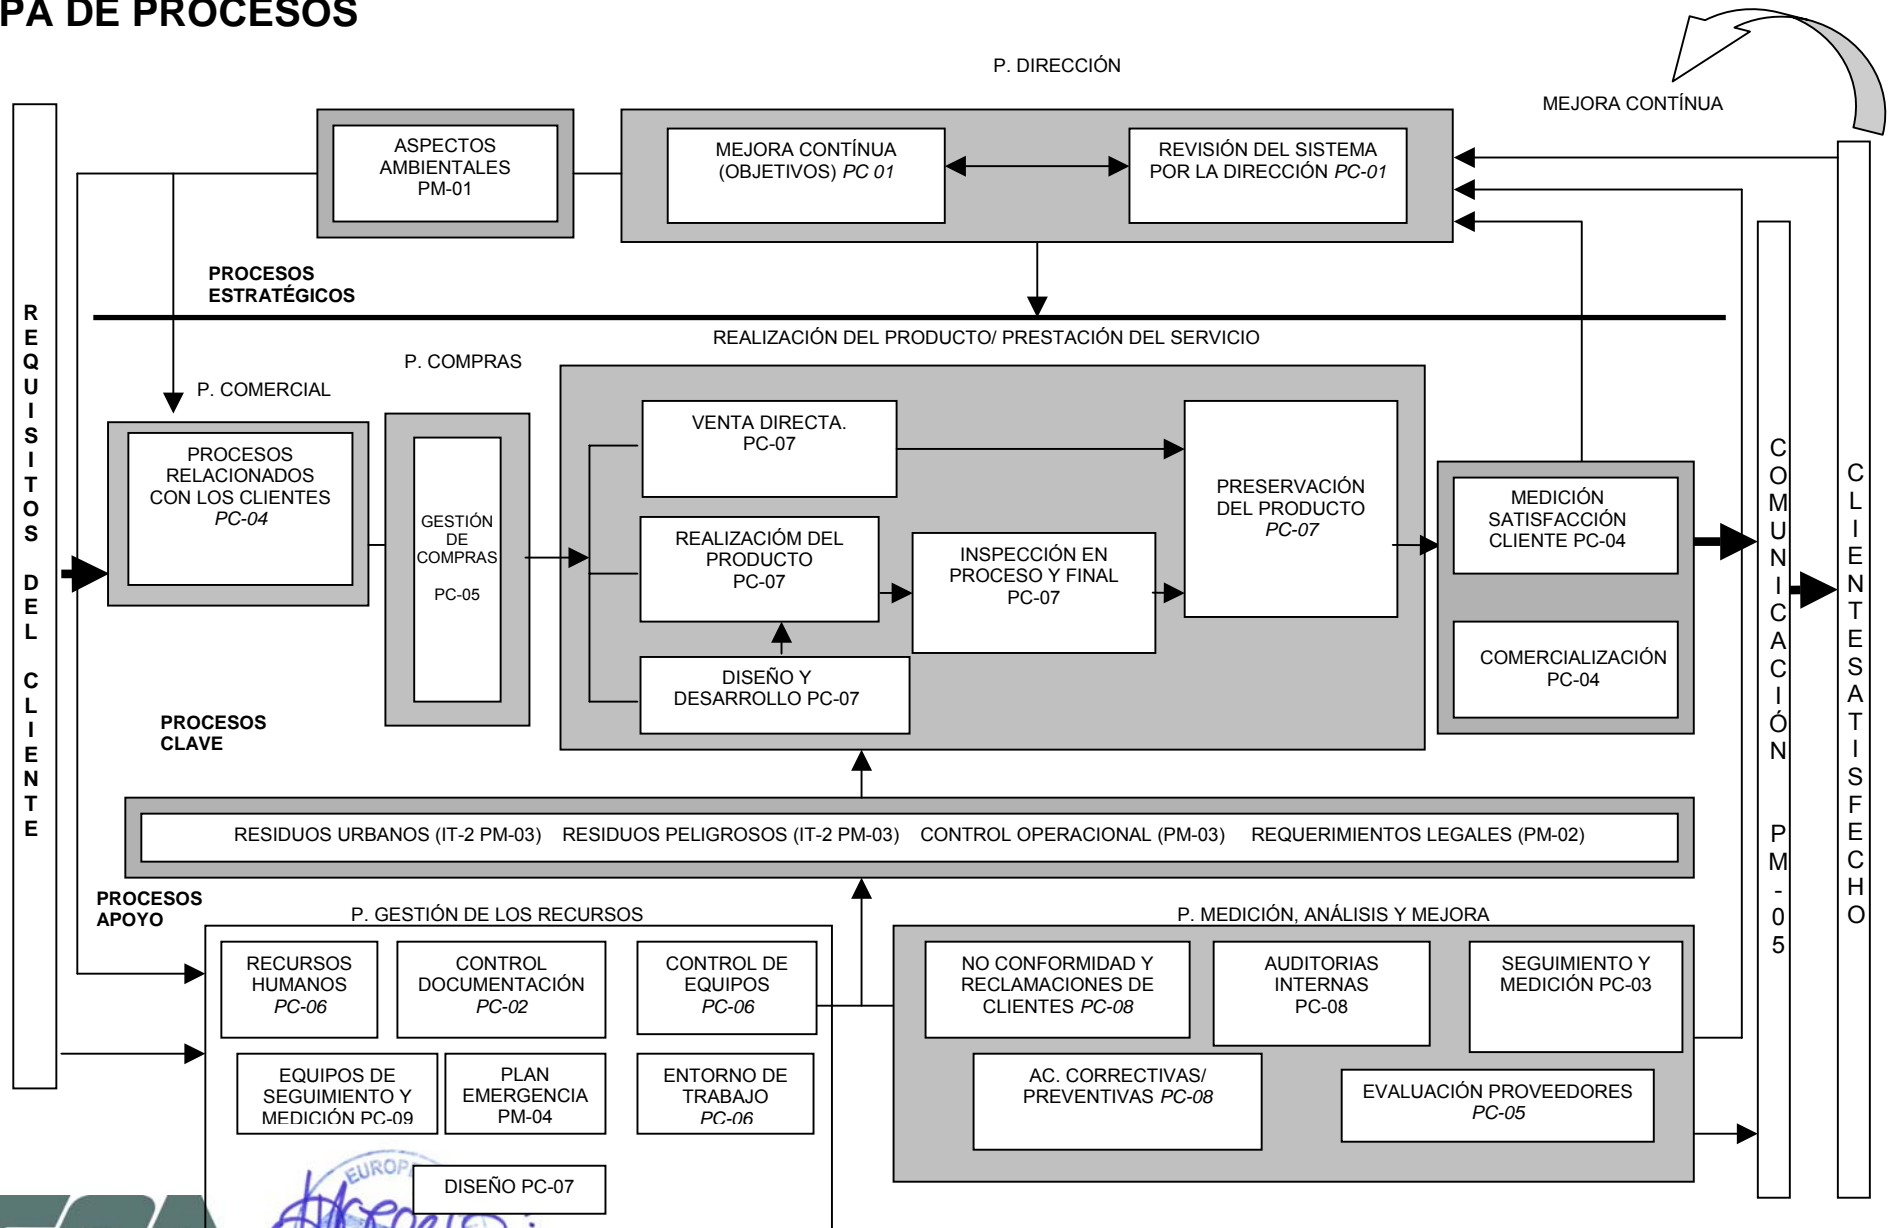 PA DE PROCESOS
P. DIRECCIÓN
MEJORA CONTÍNUA
ASPECTOS
AMBIENTALES
PM-01
MEJORA CONTÍNUA
(OBJETIVOS) PC 01
REVISIÓN DEL SISTEMA
POR LA DIRECCIÓN PC-01
PROCESOS
ESTRATÉGICOS
REQUISITOS DEL CLIENTE
REALIZACIÓN DEL PRODUCTO/ PRESTACIÓN DEL SERVICIO
P. COMPRAS
P. COMERCIAL
PROCESOS
RELACIONADOS
CON LOS CLIENTES
PC-04
GESTIÓN
DE
COMPRAS
PC-05
VENTA DIRECTA.
PC-07
REALIZACIÓM DEL
PRODUCTO
PC-07
INSPECCIÓN EN
PROCESO Y FINAL
PC-07
DISEÑO Y
DESARROLLO PC-07
PRESERVACIÓN
DEL PRODUCTO
PC-07
MEDICIÓN
SATISFACCIÓN
CLIENTE PC-04
COMERCIALIZACIÓN
PC-04
COMUNICACIÓN PM-05
CLIENTE SATISFECHO
PROCESOS
CLAVE
RESIDUOS URBANOS (IT-2 PM-03) RESIDUOS PELIGROSOS (IT-2 PM-03) CONTROL OPERACIONAL (PM-03) REQUERIMIENTOS LEGALES (PM-02)
PROCESOS
APOYO
P. GESTIÓN DE LOS RECURSOS
RECURSOS
HUMANOS
PC-06
CONTROL
DOCUMENTACIÓN
PC-02
CONTROL DE
EQUIPOS
PC-06
EQUIPOS DE
SEGUIMIENTO Y
MEDICIÓN PC-09
PLAN
EMERGENCIA
PM-04
ENTORNO DE
TRABAJO
PC-06
DISEÑO PC-07
P. MEDICIÓN, ANÁLISIS Y MEJORA
NO CONFORMIDAD Y
RECLAMACIONES DE
CLIENTES PC-08
AUDITORIAS
INTERNAS
PC-08
SEGUIMIENTO Y
MEDICIÓN PC-03
AC. CORRECTIVAS/
PREVENTIVAS PC-08
EVALUACIÓN PROVEEDORES
PC-05